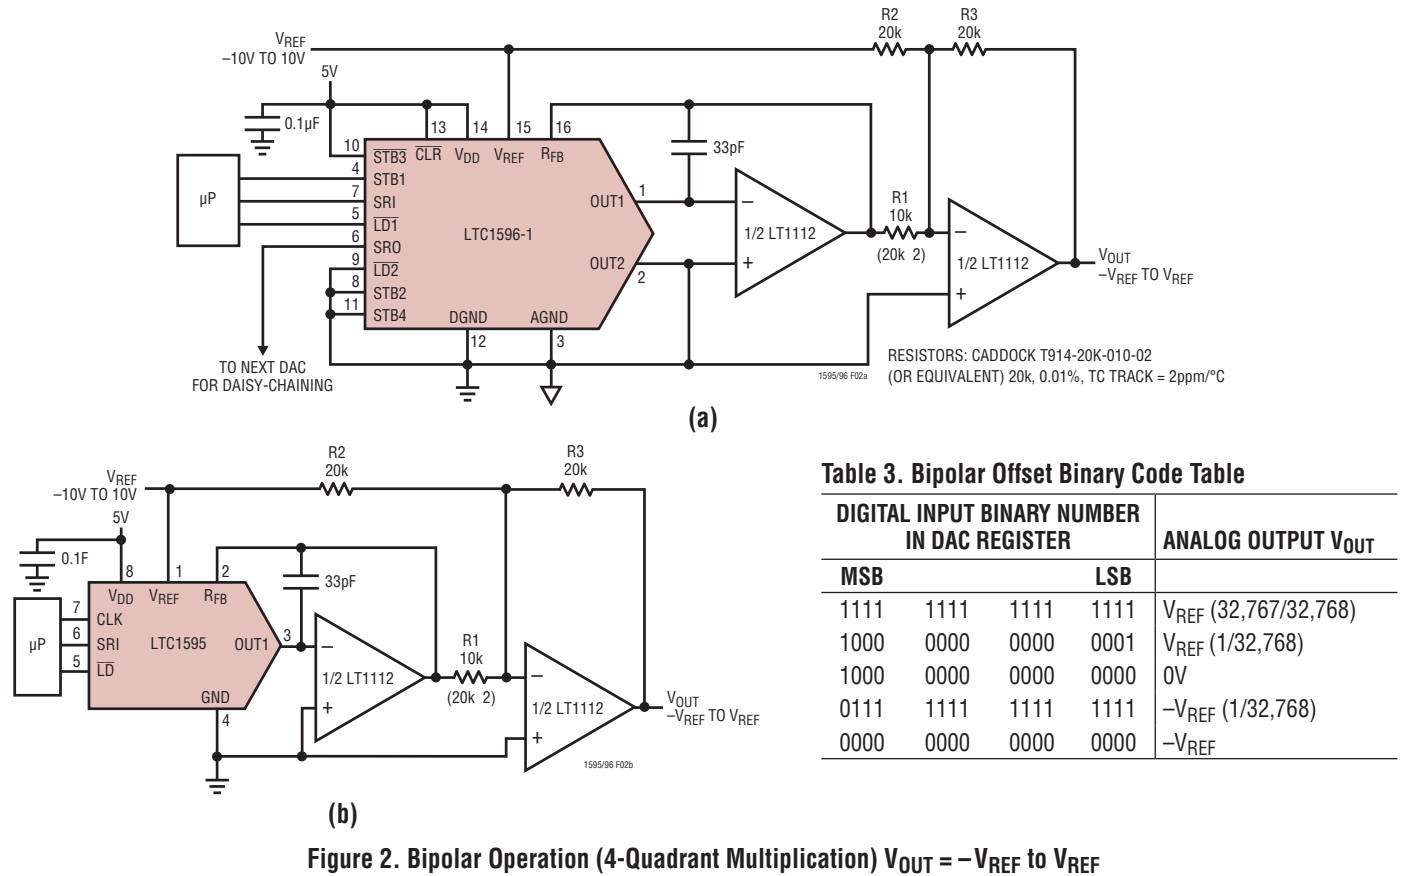 R2
20k
R3
20k
VREF
–10V TO 10V
5V
0.1µF
13
14
15
16
10
4
7
5
6
9
8
11
STB3
STB1
SRI
LD1
SRO
LD2
STB2
STB4
CLR
VDD
VREF
RFB
µP
LTC1596-1
OUT1
1
OUT2
2
DGND
AGND
12
3
33pF
–
1/2 LT1112
+
R1
10k
(20k 2)
–
1/2 LT1112
+
VOUT
–VREF TO VREF
TO NEXT DAC
FOR DAISY-CHAINING
1595/96 F02a
RESISTORS: CADDOCK T914-20K-010-02
(OR EQUIVALENT) 20k, 0.01%, TC TRACK = 2ppm/°C
(a)
R2
20k
R3
20k
VREF
–10V TO 10V
5V
0.1F
8
1
2
VDD
VREF
RFB
33pF
µP
7
6
5
CLK
SRI
LD
LTC1595
OUT1
3
GND
4
–
1/2 LT1112
+
R1
10k
(20k 2)
–
1/2 LT1112
+
VOUT
–VREF TO VREF
1595/96 F02b
(b)
Table 3. Bipolar Offset Binary Code Table
DIGITAL INPUT BINARY NUMBER
IN DAC REGISTER
ANALOG OUTPUT VOUT
MSB LSB
1111 1111 1111 1111 VREF (32,767/32,768)
1000 0000 0000 0001 VREF (1/32,768)
1000 0000 0000 0000 0V
0111 1111 1111 1111 –VREF (1/32,768)
0000 0000 0000 0000 –VREF
Figure 2. Bipolar Operation (4-Quadrant Multiplication) VOUT = –VREF to VREF